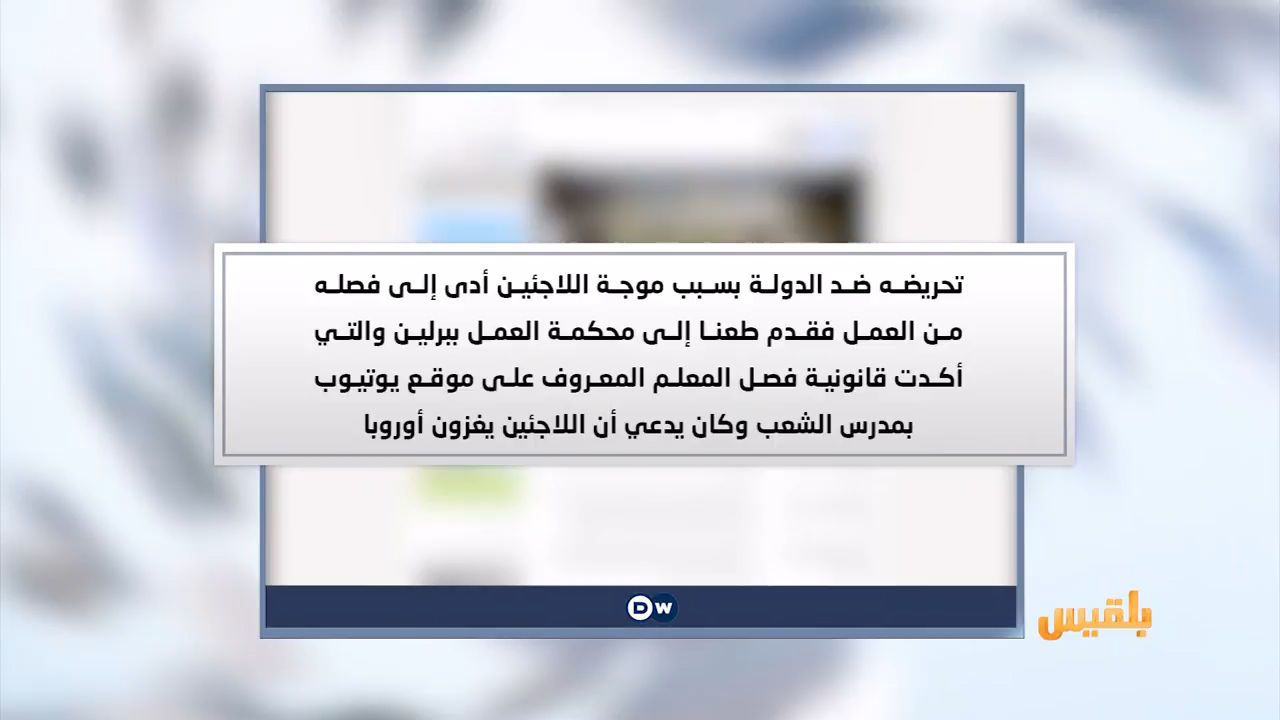 تحريضه ضد الدولة بسبب موجة اللاجئين أدى إلى فصله
من العمل فقدم طعنا إلى محكمة العمل ببرلين والتي
أكدت قانونية فصل المعلم المعروف على موقع يوتيوب
بمدرس الشعب وكان يدعي أن اللاجئين يغزون أوروبا
DW
بلقيس